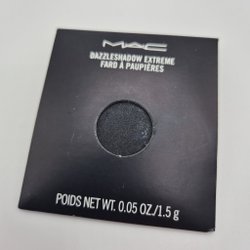 MAC
DAZZLESHADOW EXTREME
FARD À PAUPIÈRES
POIDS NET WT. 0.05 OZ./1.5 g